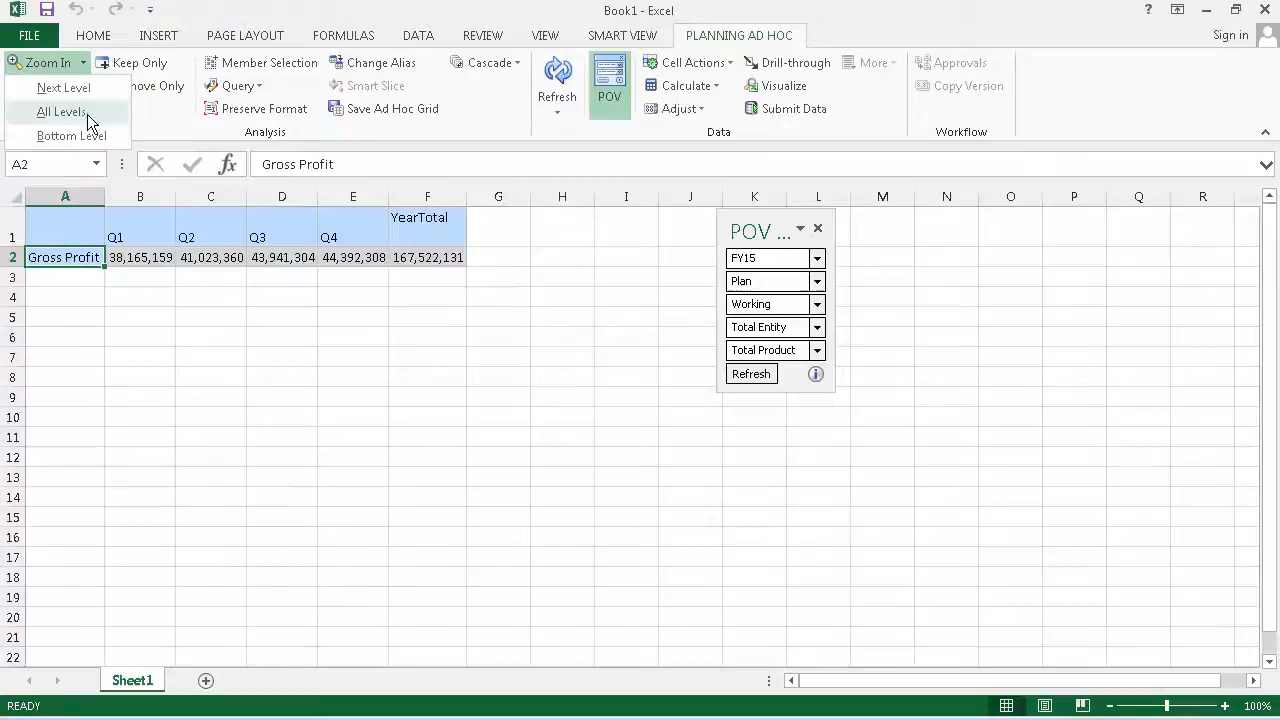 Book1 - Excel
FILE HOME INSERT PAGE LAYOUT FORMULAS DATA REVIEW VIEW SMART VIEW PLANNING AD HOC Sign in
Zoom In Keep Only Member Selection Change Alias Cascade Refresh POV Cell Actions Drill-through More Approvals
Next Level move Only Query Smart Slice Calculate Visualize Copy Version
All Levels Preserve Format Save Ad Hoc Grid Adjust Submit Data
Bottom Level Analysis Data Workflow
A2 fx Gross Profit
A B C D E F G H I J K L M N O P Q R
1 Q1 Q2 Q3 Q4 YearTotal
2 Gross Profit 38,165,159 41,023,360 43,941,304 44,392,308 167,522,131
3
4
5
6
7
8
9
10
11
12
13
14
15
16
17
18
19
20
21
22
POV ...
FY15
Plan
Working
Total Entity
Total Product
Refresh
Sheet1
READY 100%